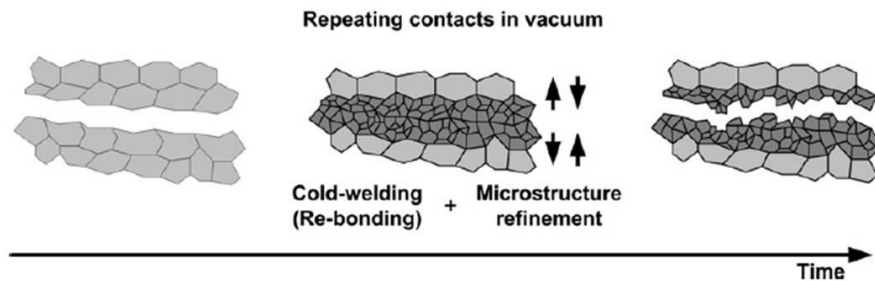 Repeating contacts in vacuum
Cold-welding + Microstructure
(Re-bonding) refinement
Time